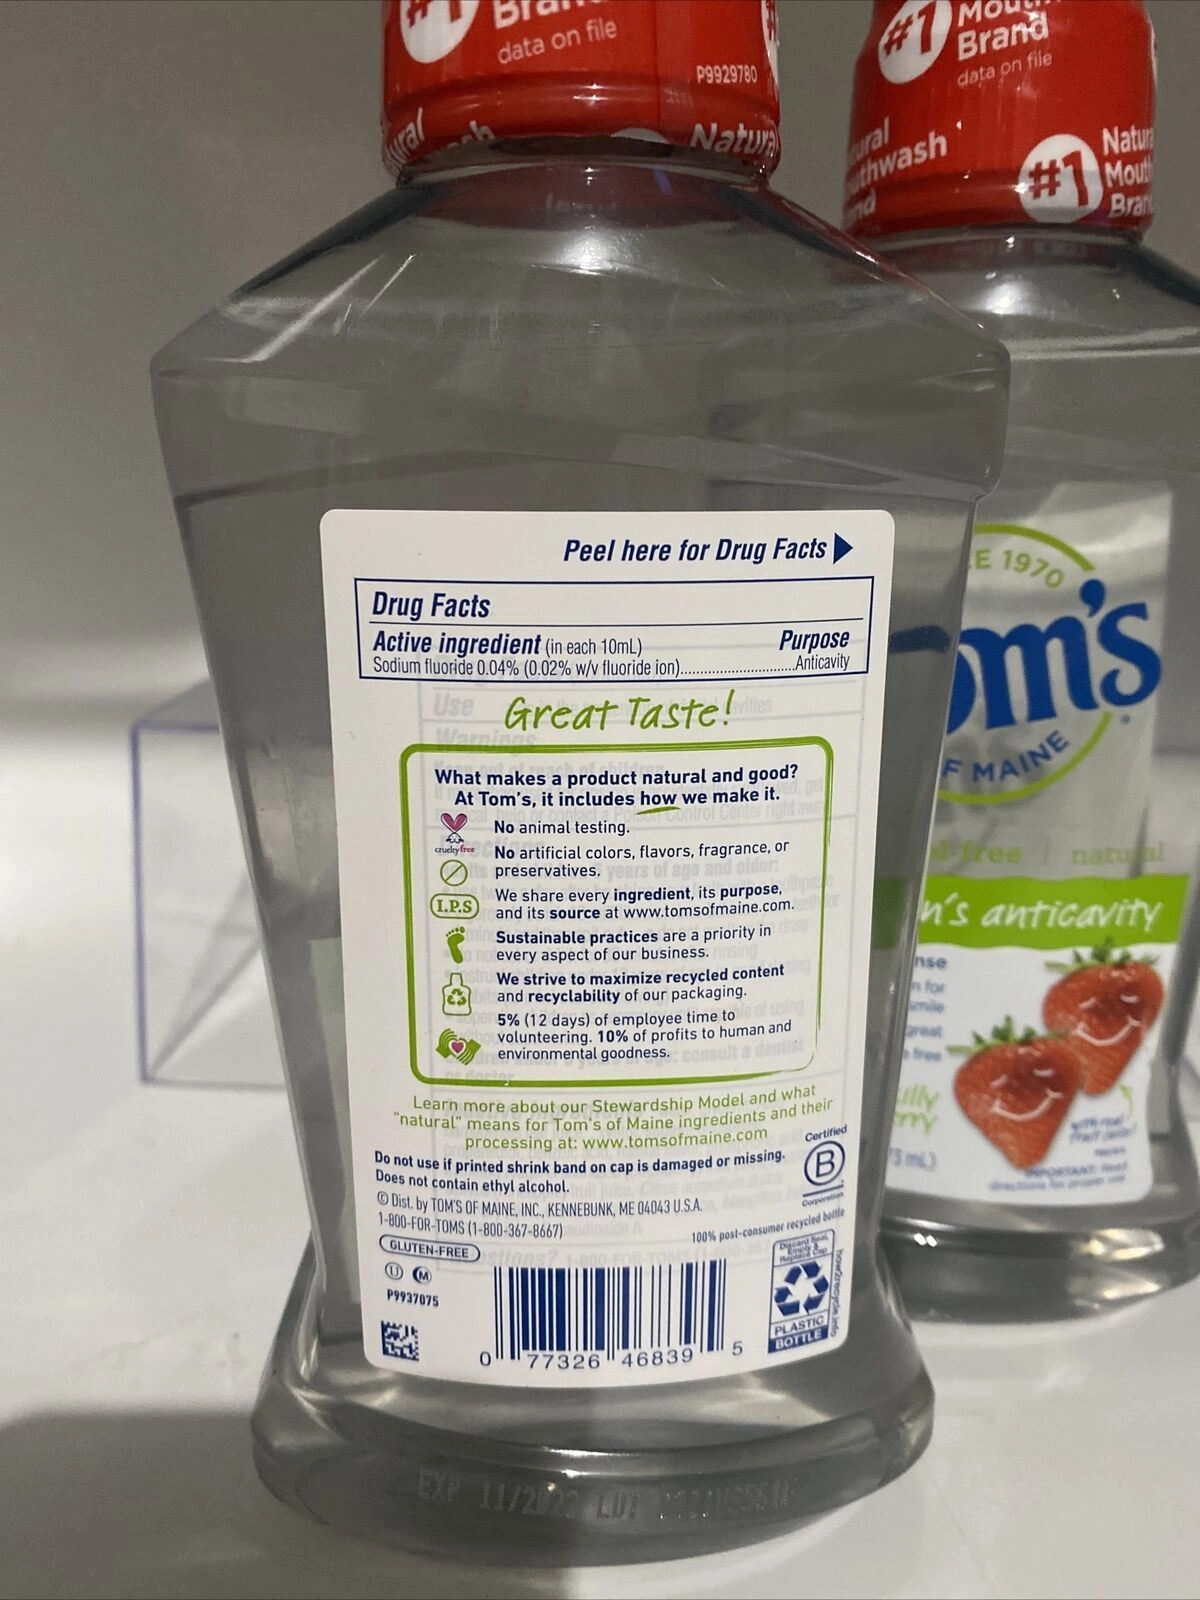 #1
Brand
data on file
P9929780
Natura
#1
Brand
data on file
#1
Peel here for Drug Facts
Drug Facts
Active ingredient (in each 10mL) Purpose
Sodium fluoride 0.04% (0.02% w/v fluoride ion)..............................Anticavity
Great Taste!
What makes a product natural and good?
At Tom's, it includes how we make it.
cruelty free
No animal testing.
No artificial colors, flavors, fragrance, or
preservatives.
I.P.S
We share every ingredient, its purpose,
and its source at www.tomsofmaine.com.
Sustainable practices are a priority in
every aspect of our business.
We strive to maximize recycled content
and recyclability of our packaging.
5% (12 days) of employee time to
volunteering. 10% of profits to human and
environmental goodness.
Learn more about our Stewardship Model and what
"natural" means for Tom's of Maine ingredients and their
processing at: www.tomsofmaine.com
Do not use if printed shrink band on cap is damaged or missing.
Does not contain ethyl alcohol.
© Dist. by TOM'S OF MAINE, INC., KENNEBUNK, ME 04043 U.S.A.
1-800-FOR-TOMS (1-800-367-8667)
Certified
B
Corporation
100% post-consumer recycled bottle
GLUTEN-FREE
U M
P9937075
0 77326 46839 5
Discard Seal,
Empty &
Replace Cap
PLASTIC
BOTTLE
how2recycle.info
EXP 11/2022 LOT
E 1970
om's
F MAINE
free natural
n's anticavity